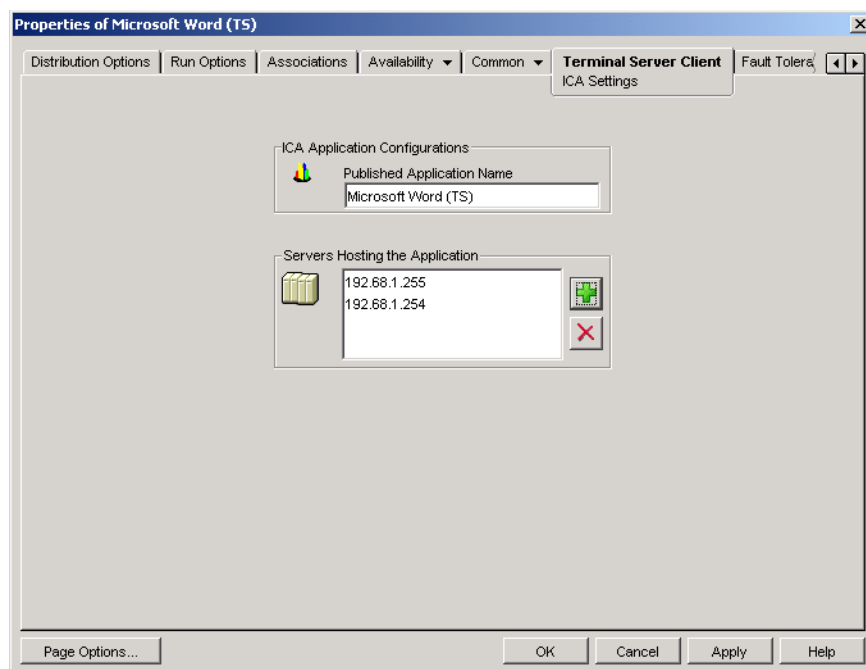 Properties of Microsoft Word (TS)
Distribution Options Run Options Associations Availability Common Terminal Server Client Fault Tolera
ICA Settings
ICA Application Configurations
Published Application Name
Microsoft Word (TS)
Servers Hosting the Application
192.68.1.255
192.68.1.254
Page Options... OK Cancel Apply Help